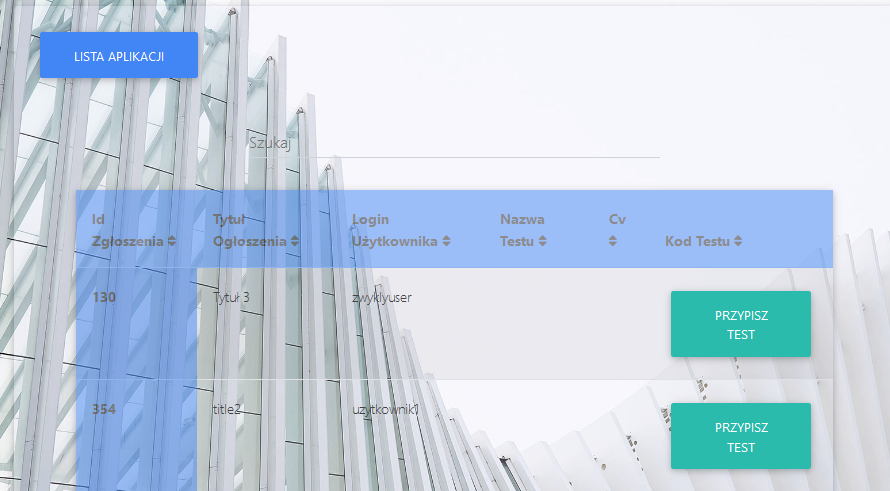 LISTA APLIKACJI
Szukaj
Id Zgłoszenia
Tytuł Ogłoszenia
Login Użytkownika
Nazwa Testu
Cv
Kod Testu
130
Tytuł 3
zwyklyuser
PRZYPISZ
TEST
354
title2
uzytkownik1
PRZYPISZ
TEST